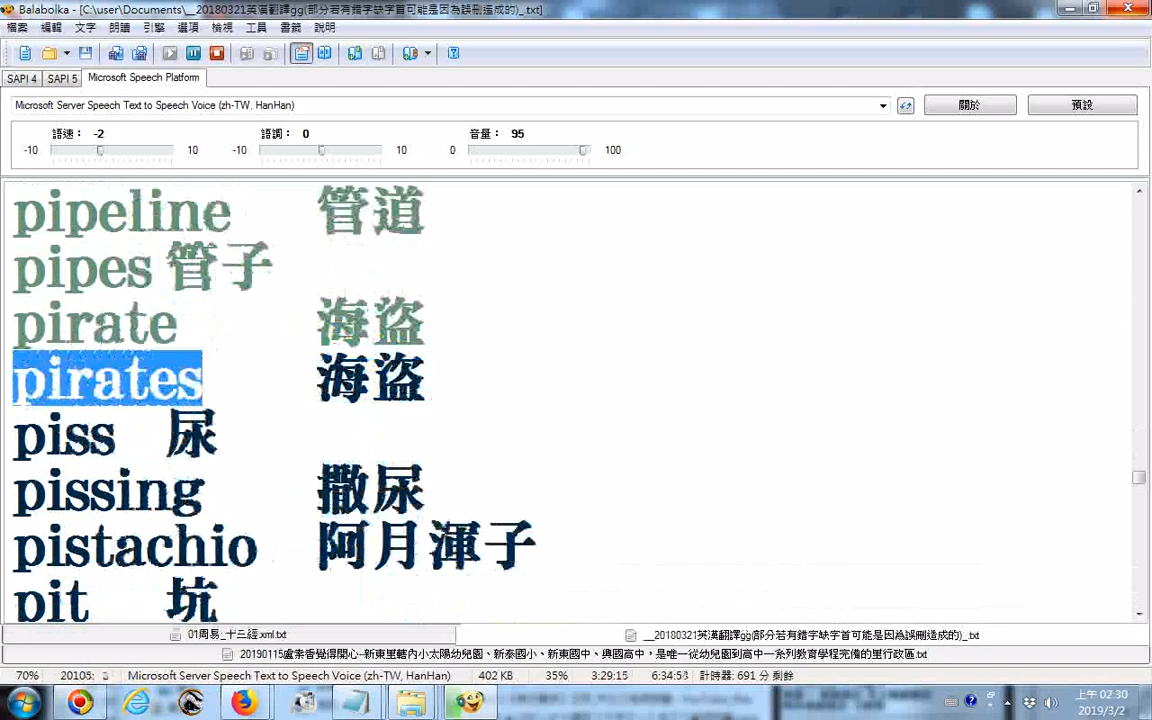 Balabolka - [C:\user\Documents\__20180321英漢翻譯gg(部分若有錯字缺字首可能是因為誤刪造成的)_txt]
檔案 編輯 文字 朗讀 引擎 選項 檢視 工具 書籤 說明
SAPI 4 SAPI 5 Microsoft Speech Platform
Microsoft Server Speech Text to Speech Voice (zh-TW, HanHan) 關於 預設
語速： -2 語調： 0 音量： 95
-10 10 -10 10 0 100
pipeline 管道
pipes 管子
pirate 海盜
pirates 海盜
piss 尿
pissing 撒尿
pistachio 阿月渾子
pit 坑
01周易_十三經.xml.txt __20180321英漢翻譯gg(部分若有錯字缺字首可能是因為誤刪造成的)_.txt
20190115盧素香覺得開心-新東里轄內小太陽幼兒園、新泰國小、新東國中、興國高中，是唯一從幼兒園到高中一系列教育學程完備的里行政區.txt
70% 20105: Microsoft Server Speech Text to Speech Voice (zh-TW, HanHan) 402 KB 35% 3:29:15 6:34:53 計時器: 691 分 剩餘
上午 02:30
2019/3/2